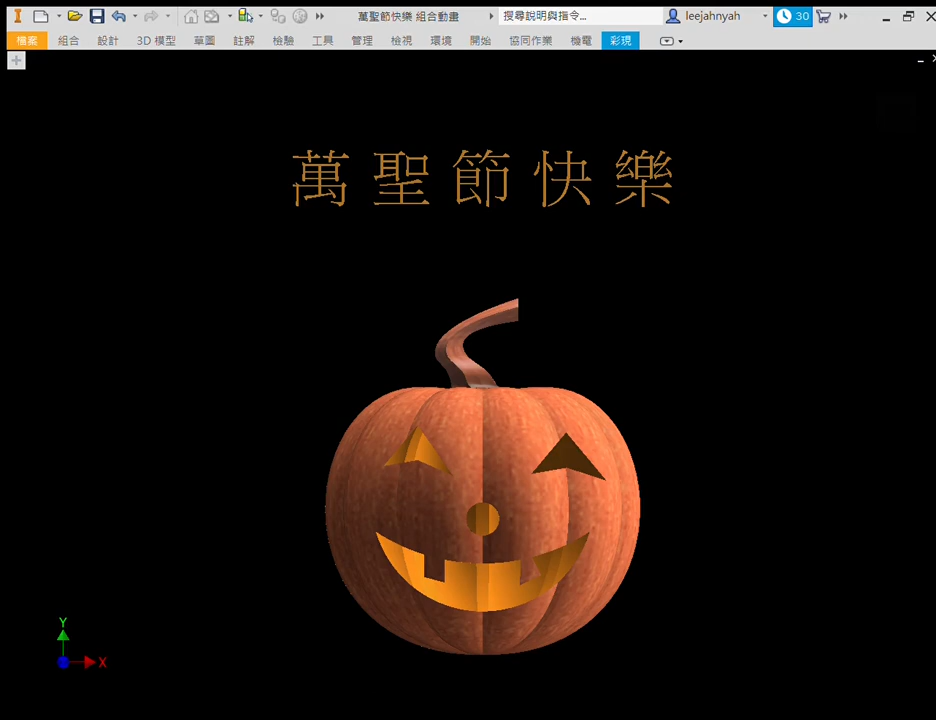 萬聖節快樂 組合動畫
搜尋說明與指令...
leejahnyah
30
檔案 組合 設計 3D 模型 草圖 註解 檢驗 工具 管理 檢視 環境 開始 協同作業 機電 彩現
萬聖節快樂
Y
X